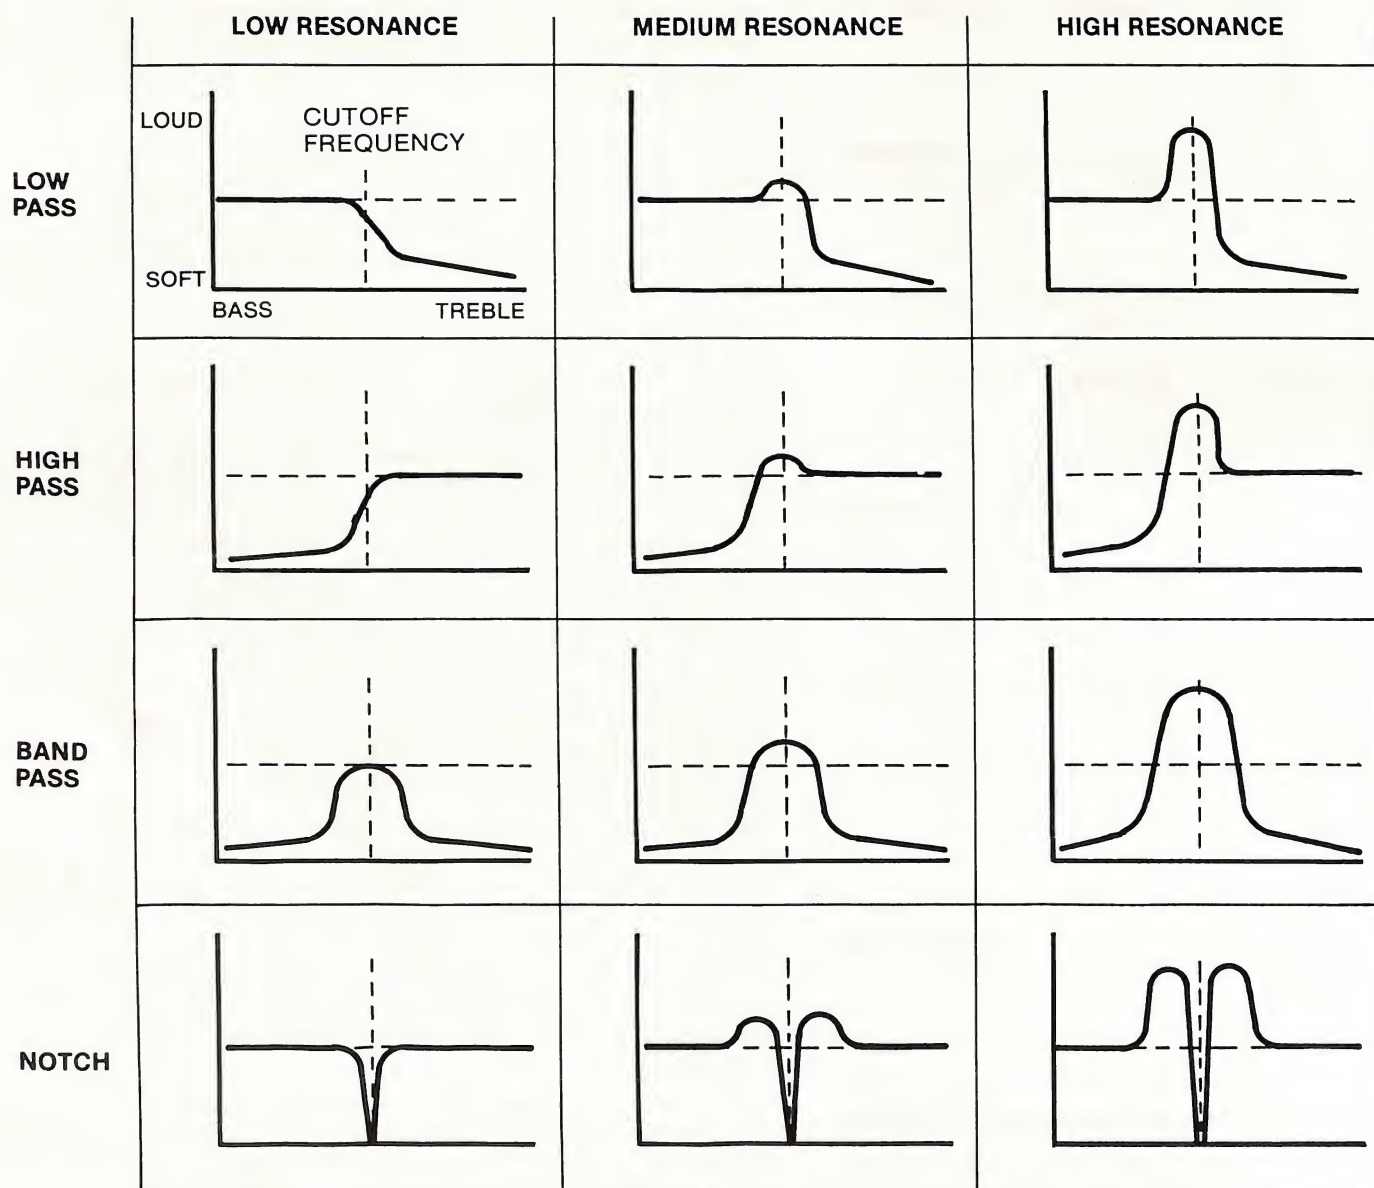 LOW RESONANCE
MEDIUM RESONANCE
HIGH RESONANCE
LOW
PASS
LOUD
CUTOFF
FREQUENCY
SOFT
BASS
TREBLE
HIGH
PASS
BAND
PASS
NOTCH